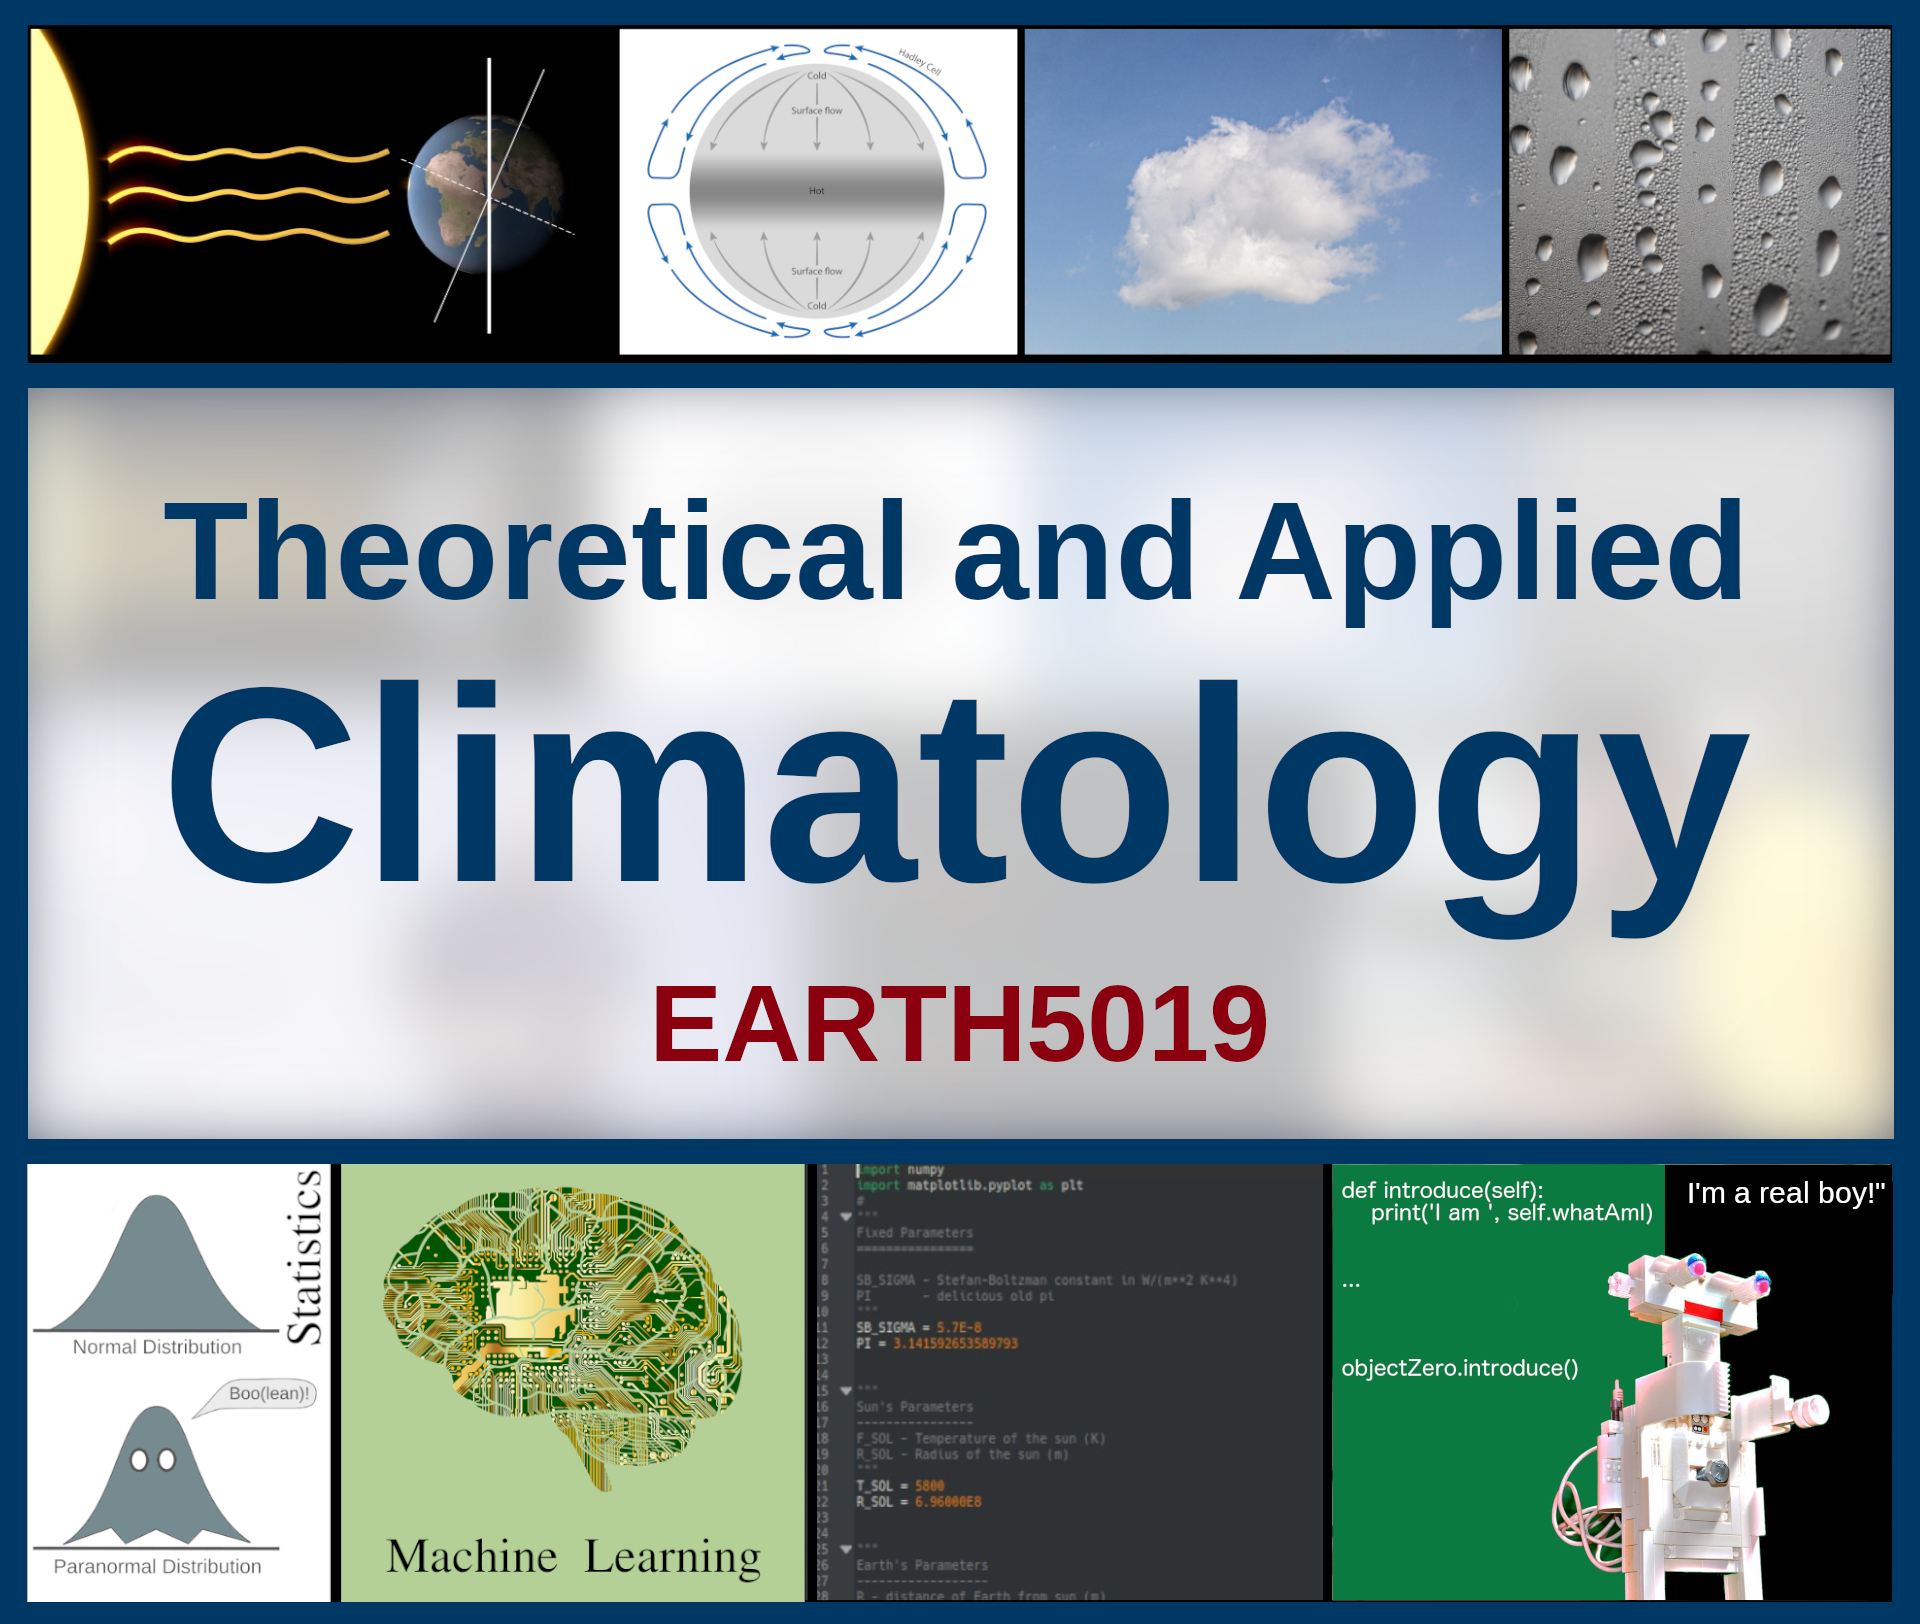 Hadley Cell
Cold
Surface flow
Hot
Surface flow
Cold
Theoretical and Applied
Climatology
EARTH5019
Statistics
Normal Distribution
Boo(lean)!
Paranormal Distribution
Machine Learning
1 import numpy
2 import matplotlib.pyplot as plt
3 #
4 """
5 Fixed Parameters
6 ================
7
8 SB_SIGMA - Stefan-Boltzman constant in W/(m**2 K**4)
9 PI - delicious old pi
10 """
11 SB_SIGMA = 5.7E-8
12 PI = 3.141592653589793
13
14
15 """
16 Sun's Parameters
17 ----------------
18 F_SOL - Temperature of the sun (K)
19 R_SOL - Radius of the sun (m)
20 """
21 T_SOL = 5800
22 R_SOL = 6.96000E8
23
24
25 """
26 Earth's Parameters
27 ------------------
28 R - distance of Earth from sun (m)
def introduce(self):
print('I am ', self.whatAmI)
...
objectZero.introduce()
I'm a real boy!"